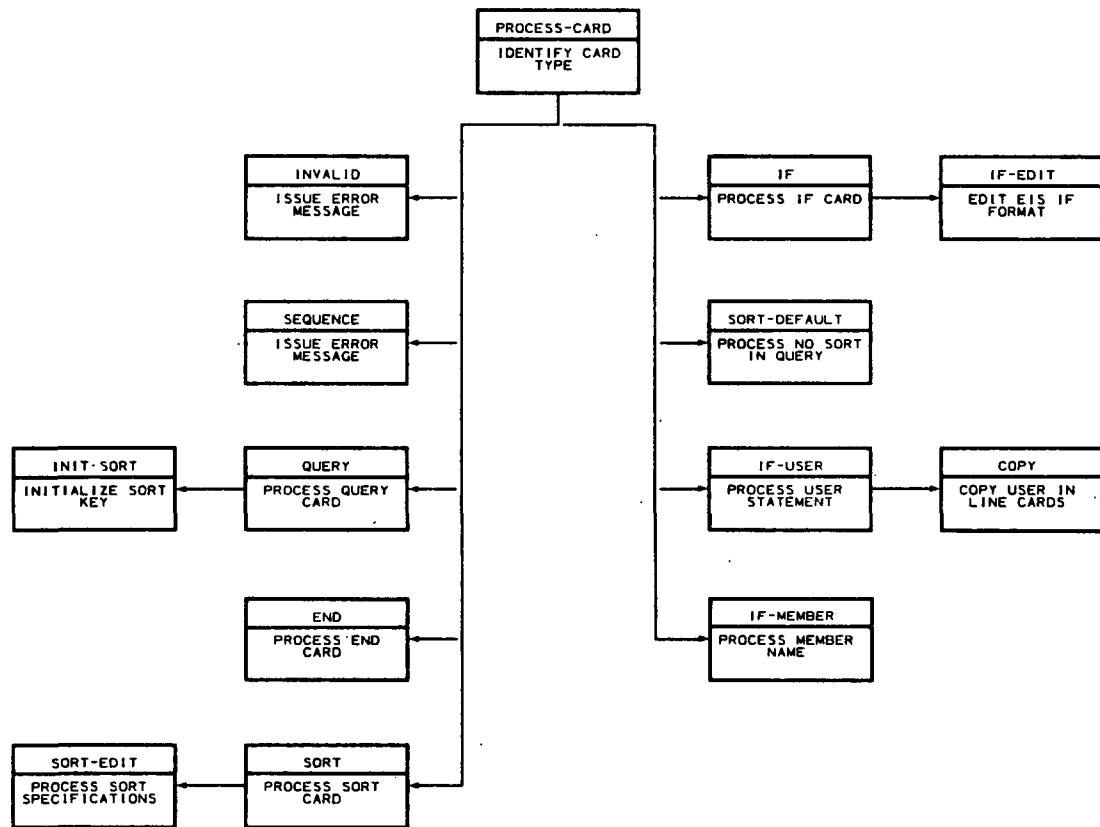 PROCESS-CARD
IDENTIFY CARD
TYPE
INVALID
ISSUE ERROR
MESSAGE
IF
PROCESS IF CARD
IF-EDIT
EDIT EIS IF
FORMAT
SEQUENCE
ISSUE ERROR
MESSAGE
SORT-DEFAULT
PROCESS NO SORT
IN QUERY
INIT-SORT
INITIALIZE SORT
KEY
QUERY
PROCESS QUERY
CARD
IF-USER
PROCESS USER
STATEMENT
COPY
COPY USER IN
LINE CARDS
END
PROCESS END
CARD
IF-MEMBER
PROCESS MEMBER
NAME
SORT-EDIT
PROCESS SORT
SPECIFICATIONS
SORT
PROCESS SORT
CARD